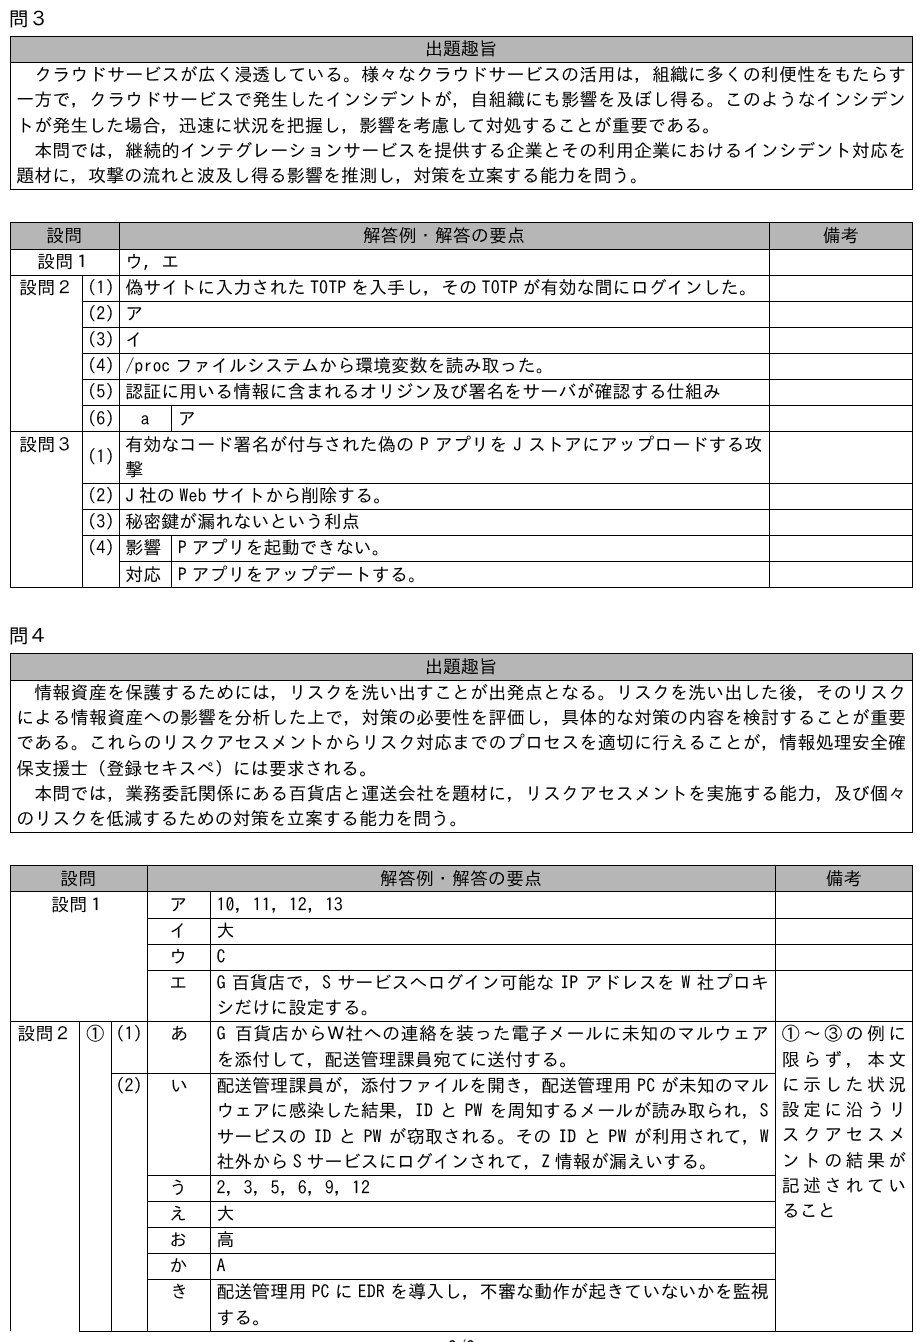 問３
出題趣旨
クラウドサービスが広く浸透している。様々なクラウドサービスの活用は，組織に多くの利便性をもたらす
一方で，クラウドサービスで発生したインシデントが，自組織にも影響を及ぼし得る。このようなインシデン
トが発生した場合，迅速に状況を把握し，影響を考慮して対処することが重要である。
本問では，継続的インテグレーションサービスを提供する企業とその利用企業におけるインシデント対応を
題材に，攻撃の流れと波及し得る影響を推測し，対策を立案する能力を問う。
設問 解答例・解答の要点 備考
設問１ ウ，エ
設問２ (1) 偽サイトに入力された TOTP を入手し，その TOTP が有効な間にログインした。
(2) ア
(3) イ
(4) /proc ファイルシステムから環境変数を読み取った。
(5) 認証に用いる情報に含まれるオリジン及び署名をサーバが確認する仕組み
(6) a ア
設問３ (1) 有効なコード署名が付与された偽の P アプリを J ストアにアップロードする攻
撃
(2) J 社の Web サイトから削除する。
(3) 秘密鍵が漏れないという利点
(4) 影響 P アプリを起動できない。
対応 P アプリをアップデートする。
問４
出題趣旨
情報資産を保護するためには，リスクを洗い出すことが出発点となる。リスクを洗い出した後，そのリスク
による情報資産への影響を分析した上で，対策の必要性を評価し，具体的な対策の内容を検討することが重要
である。これらのリスクアセスメントからリスク対応までのプロセスを適切に行えることが，情報処理安全確
保支援士（登録セキスペ）には要求される。
本問では，業務委託関係にある百貨店と運送会社を題材に，リスクアセスメントを実施する能力，及び個々
のリスクを低減するための対策を立案する能力を問う。
設問 解答例・解答の要点 備考
設問１ ア 10, 11, 12, 13
イ 大
ウ C
エ G 百貨店で，S サービスへログイン可能な IP アドレスを W 社プロキ
シだけに設定する。
設問２ ① (1) あ G 百貨店からＷ社への連絡を装った電子メールに未知のマルウェア
を添付して，配送管理課員宛てに送付する。
(2) い 配送管理課員が，添付ファイルを開き，配送管理用 PC が未知のマル
ウェアに感染した結果，ID と PW を周知するメールが読み取られ，S
サービスの ID と PW が窃取される。その ID と PW が利用されて，W
社外から S サービスにログインされて，Z 情報が漏えいする。
う 2, 3, 5, 6, 9, 12
え 大
お 高
か A
き 配送管理用 PC に EDR を導入し，不審な動作が起きていないかを監視
する。
①～③の例に
限らず，本文
に示した状況
設定に沿うリ
スクアセスメ
ントの結果が
記述されてい
ること